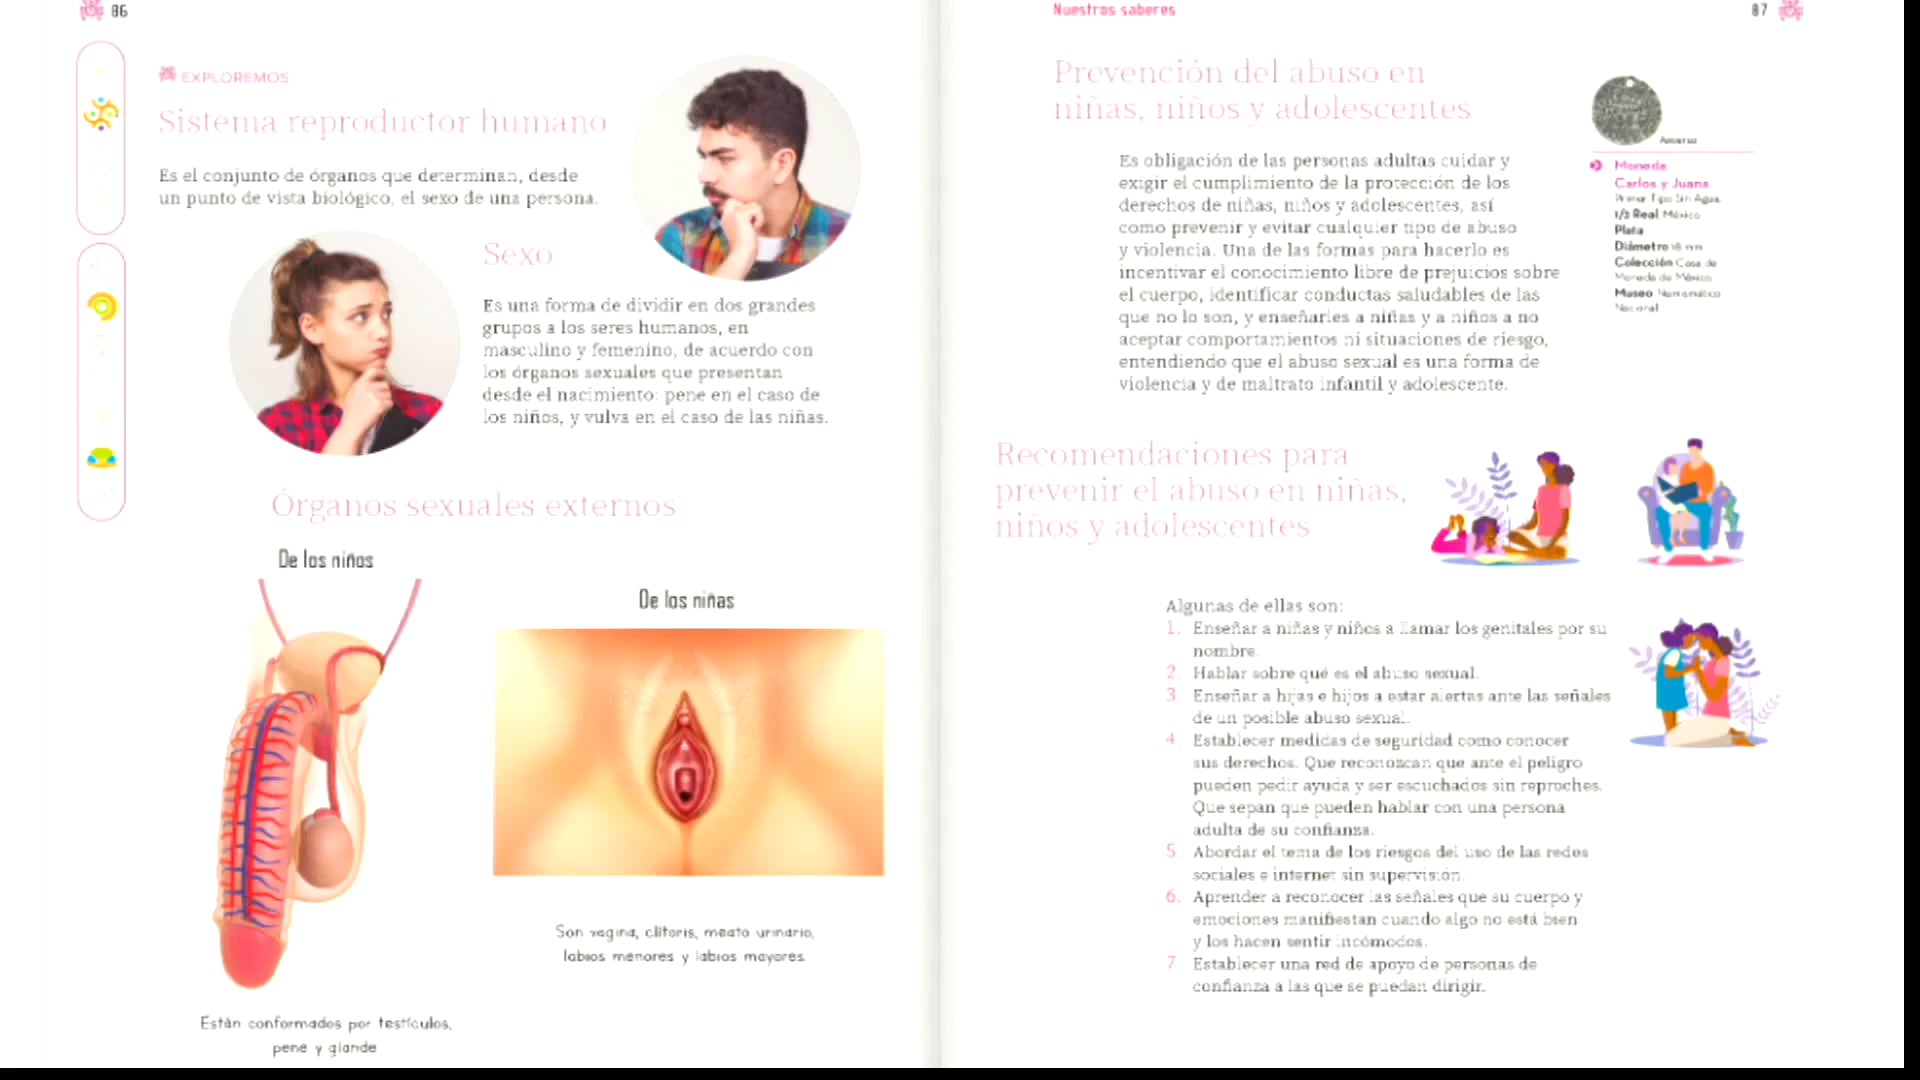 86
EXPLOREMOS
Sistema reproductor humano
Es el conjunto de órganos que determinan, desde
un punto de vista biológico, el sexo de una persona.
Sexo
Es una forma de dividir en dos grandes
grupos a los seres humanos, en
masculino y femenino, de acuerdo con
los órganos sexuales que presentan
desde el nacimiento: pene en el caso de
los niños, y vulva en el caso de las niñas.
Órganos sexuales externos
De los niños
Están conformados por testículos,
pene y glande
De los niñas
Son vagina, clítoris, meato urinario,
labios menores y labios mayores.
Nuestros saberes
87
Prevención del abuso en
niñas, niños y adolescentes
Es obligación de las personas adultas cuidar y
exigir el cumplimiento de la protección de los
derechos de niñas, niños y adolescentes, así
como prevenir y evitar cualquier tipo de abuso
y violencia. Una de las formas para hacerlo es
incentivar el conocimiento libre de prejuicios sobre
el cuerpo, identificar conductas saludables de las
que no lo son, y enseñarles a niñas y a niños a no
aceptar comportamientos ni situaciones de riesgo,
entendiendo que el abuso sexual es una forma de
violencia y de maltrato infantil y adolescente.
Anverso
Moneda
Carlos y Juana
Primer Tipo Sin Agua
1/2 Real México
Plata
Diámetro 18 mm
Colección Casa de
Moneda de México
Museo Numismático
Nacional
Recomendaciones para
prevenir el abuso en niñas,
niños y adolescentes
Algunas de ellas son:
1. Enseñar a niñas y niños a llamar los genitales por su
nombre.
2. Hablar sobre qué es el abuso sexual.
3. Enseñar a hijas e hijos a estar alertas ante las señales
de un posible abuso sexual.
4. Establecer medidas de seguridad como conocer
sus derechos. Que reconozcan que ante el peligro
pueden pedir ayuda y ser escuchados sin reproches.
Que sepan que pueden hablar con una persona
adulta de su confianza.
5. Abordar el tema de los riesgos del uso de las redes
sociales e internet sin supervisión.
6. Aprender a reconocer las señales que su cuerpo y
emociones manifiestan cuando algo no está bien
y los hacen sentir incómodos.
7. Establecer una red de apoyo de personas de
confianza a las que se puedan dirigir.